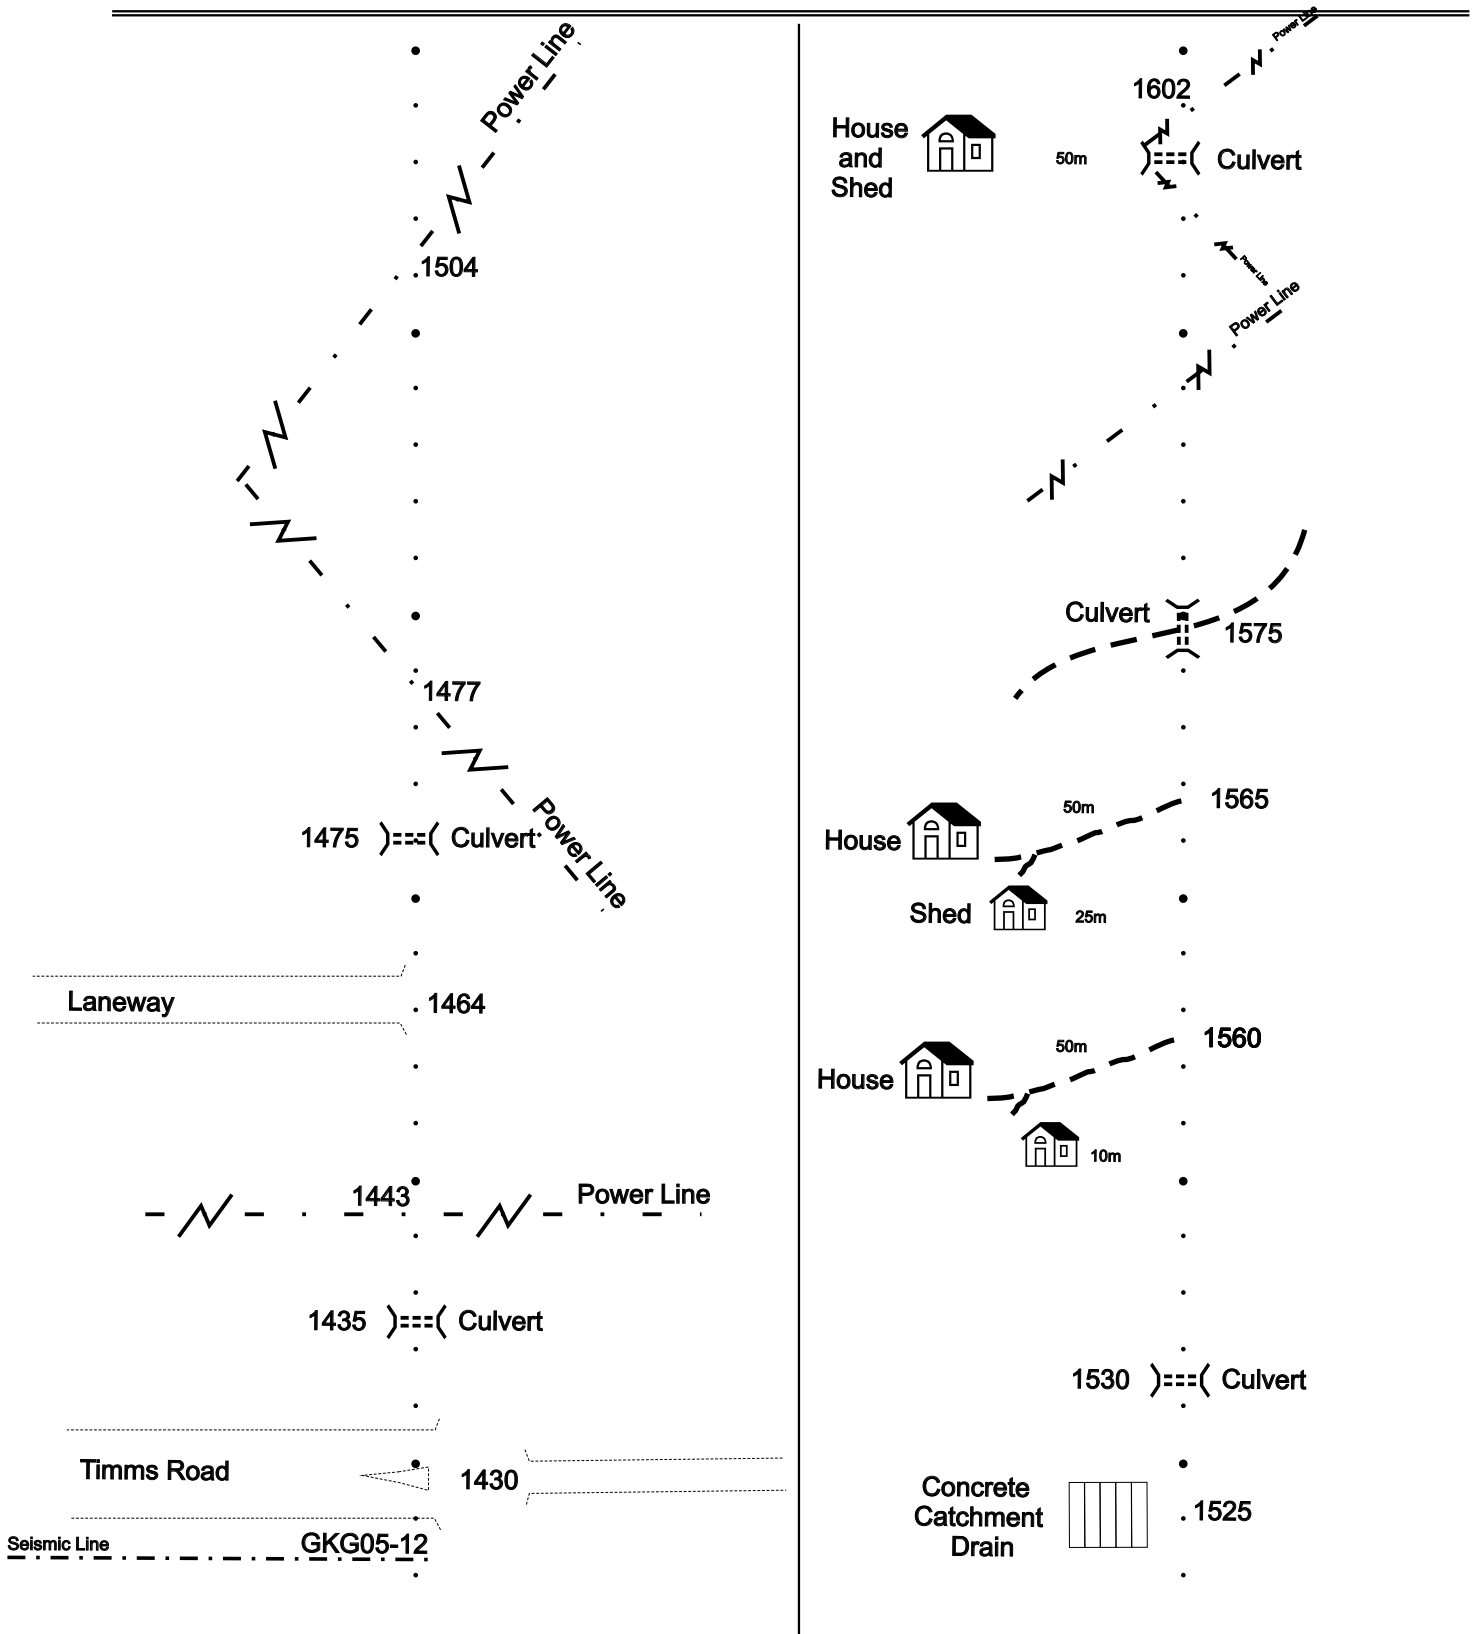 Power Line
1504
1477
1475
Culvert
Power Line
Laneway
1464
1443
Power Line
1435
Culvert
Timms Road
1430
Seismic Line
GKG05-12
Power Line
1602
House
and
Shed
50m
Culvert
Power Line
Power Line
Culvert
1575
50m
1565
House
Shed
25m
50m
1560
House
10m
1530
Culvert
Concrete
Catchment
Drain
1525